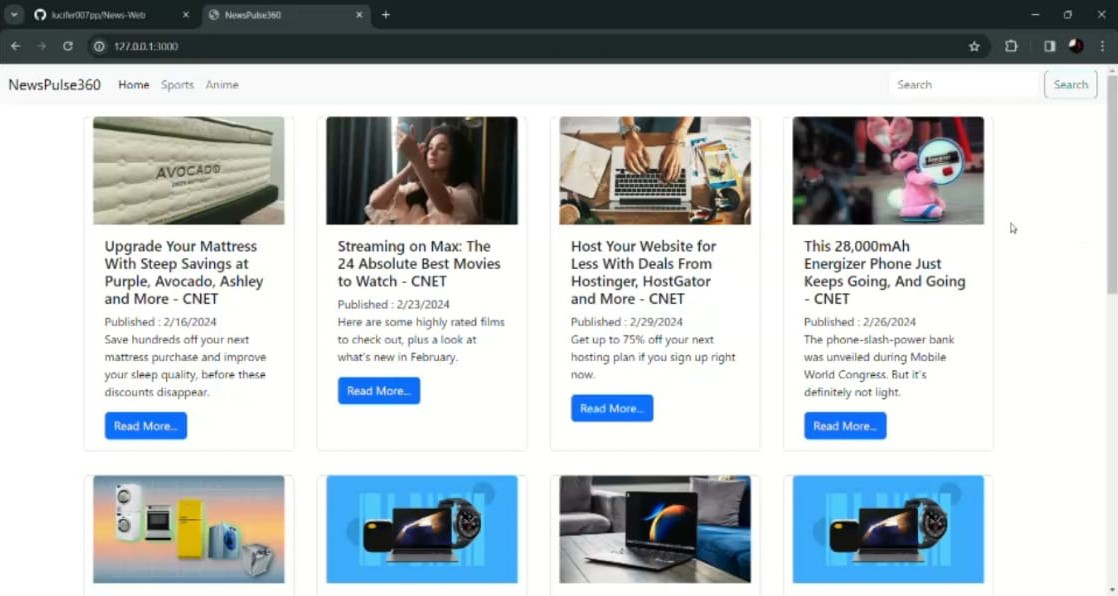 lucifer007pp/News-Web
NewsPulse360
127.0.0.1:3000
NewsPulse360 Home Sports Anime Search Search
AVOCADO
GREEN MATTRESS
Upgrade Your Mattress
With Steep Savings at
Purple, Avocado, Ashley
and More - CNET
Published : 2/16/2024
Save hundreds off your next
mattress purchase and improve
your sleep quality, before these
discounts disappear.
Read More...
Streaming on Max: The
24 Absolute Best Movies
to Watch - CNET
Published : 2/23/2024
Here are some highly rated films
to check out, plus a look at
what's new in February.
Read More...
Host Your Website for
Less With Deals From
Hostinger, HostGator
and More - CNET
Published : 2/29/2024
Get up to 75% off your next
hosting plan if you sign up right
now.
Read More...
Energizer
This 28,000mAh
Energizer Phone Just
Keeps Going, And Going
- CNET
Published : 2/26/2024
The phone-slash-power bank
was unveiled during Mobile
World Congress. But it's
definitely not light.
Read More...